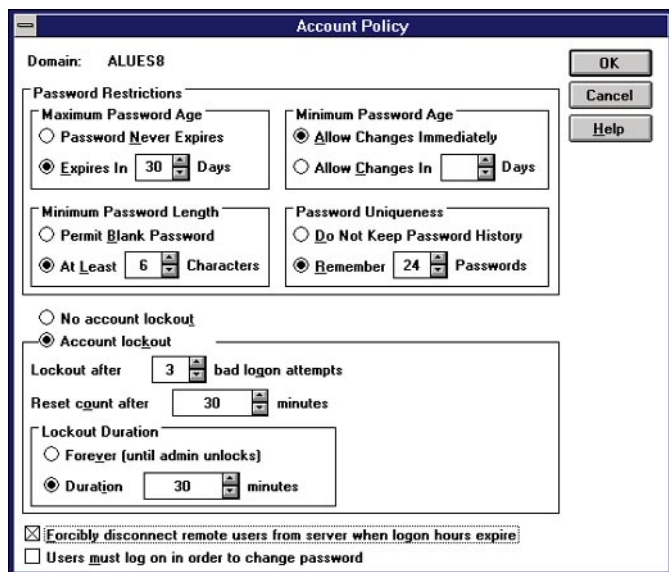 Account Policy
Domain: ALUES8
OK
Cancel
Help
Password Restrictions
Maximum Password Age
Password Never Expires
Expires In 30 Days
Minimum Password Age
Allow Changes Immediately
Allow Changes In Days
Minimum Password Length
Permit Blank Password
At Least 6 Characters
Password Uniqueness
Do Not Keep Password History
Remember 24 Passwords
No account lockout
Account lockout
Lockout after 3 bad logon attempts
Reset count after 30 minutes
Lockout Duration
Forever (until admin unlocks)
Duration 30 minutes
Forcibly disconnect remote users from server when logon hours expire
Users must log on in order to change password